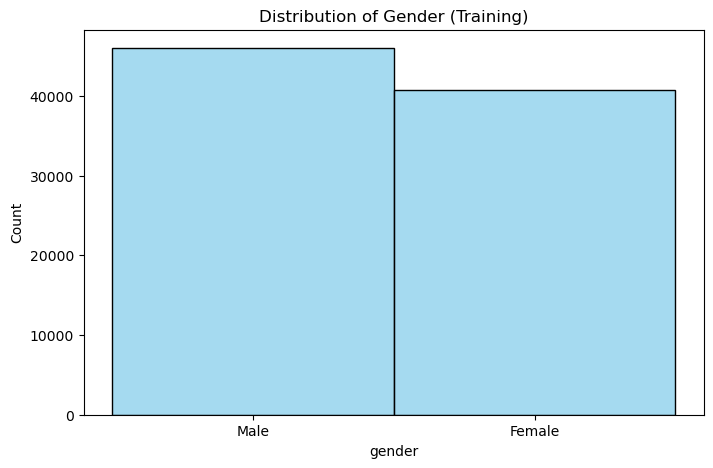 Distribution of Gender (Training)
Count
40000
30000
20000
10000
0
Male Female
gender